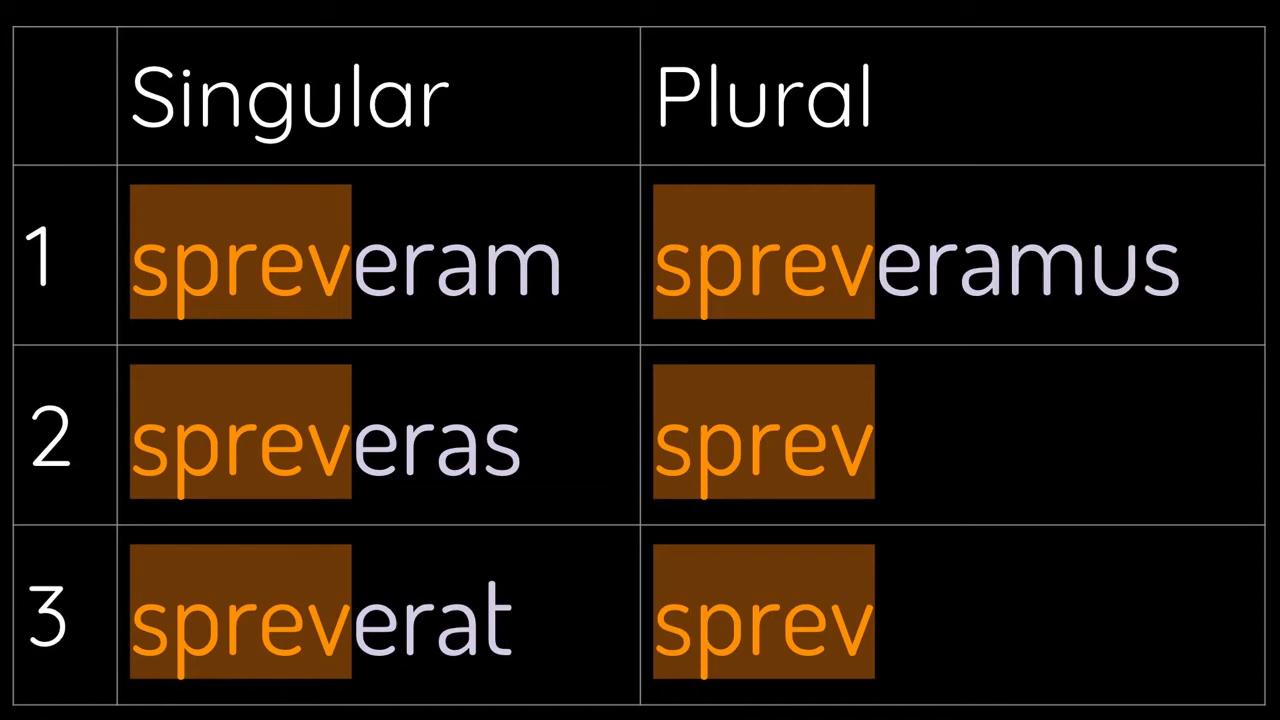 Singular Plural
1 spreveram spreveramus
2 spreveras sprev
3 spreverat sprev